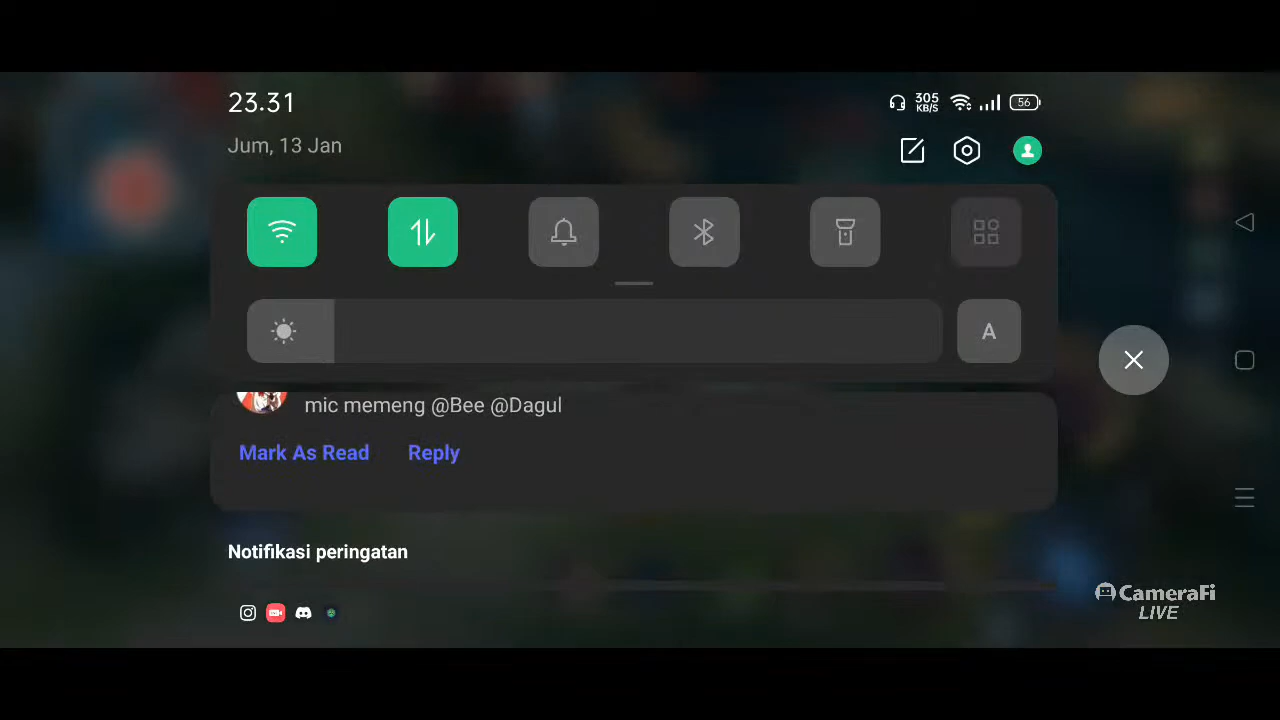 23.31
305
KB/S
56
Jum, 13 Jan
A
mic memeng @Bee @Dagul
Mark As Read
Reply
Notifikasi peringatan
CameraFi
LIVE